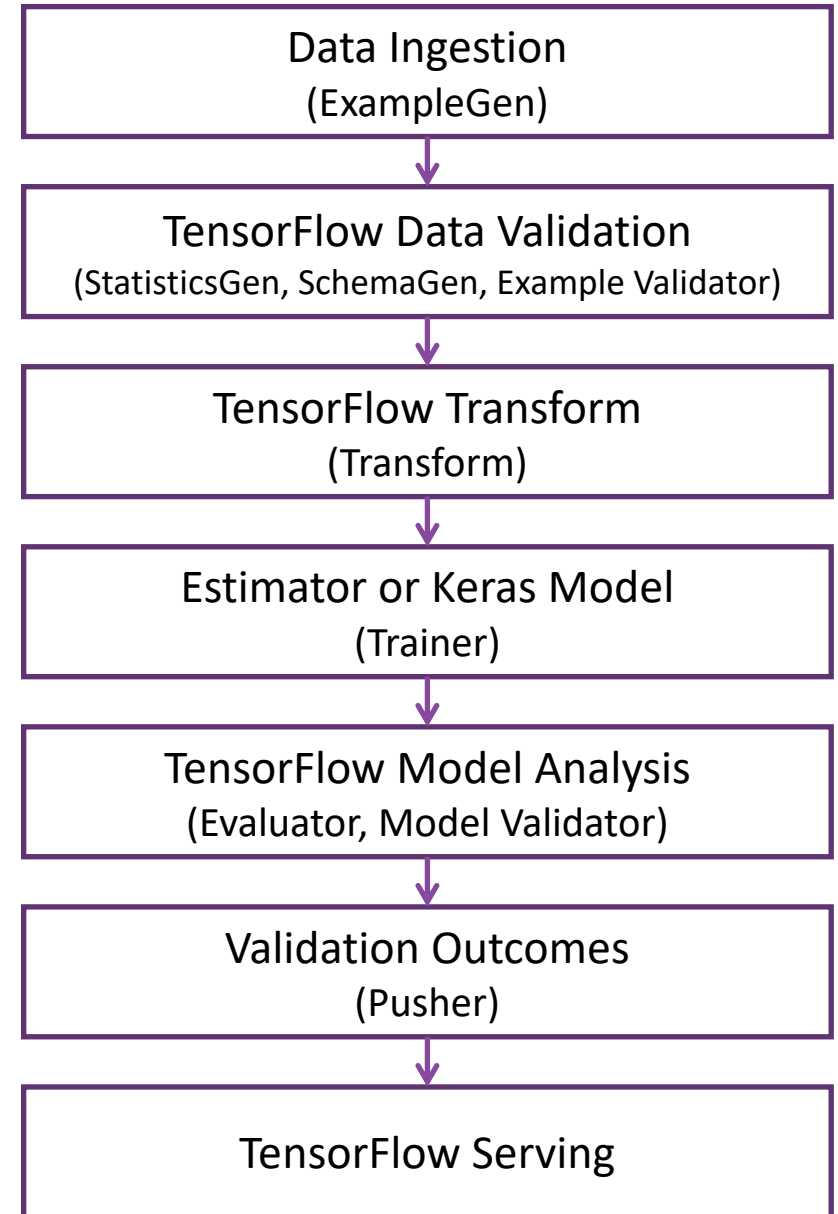 Data Ingestion
(ExampleGen)
TensorFlow Data Validation
(StatisticsGen, SchemaGen, Example Validator)
TensorFlow Transform
(Transform)
Estimator or Keras Model
(Trainer)
TensorFlow Model Analysis
(Evaluator, Model Validator)
Validation Outcomes
(Pusher)
TensorFlow Serving